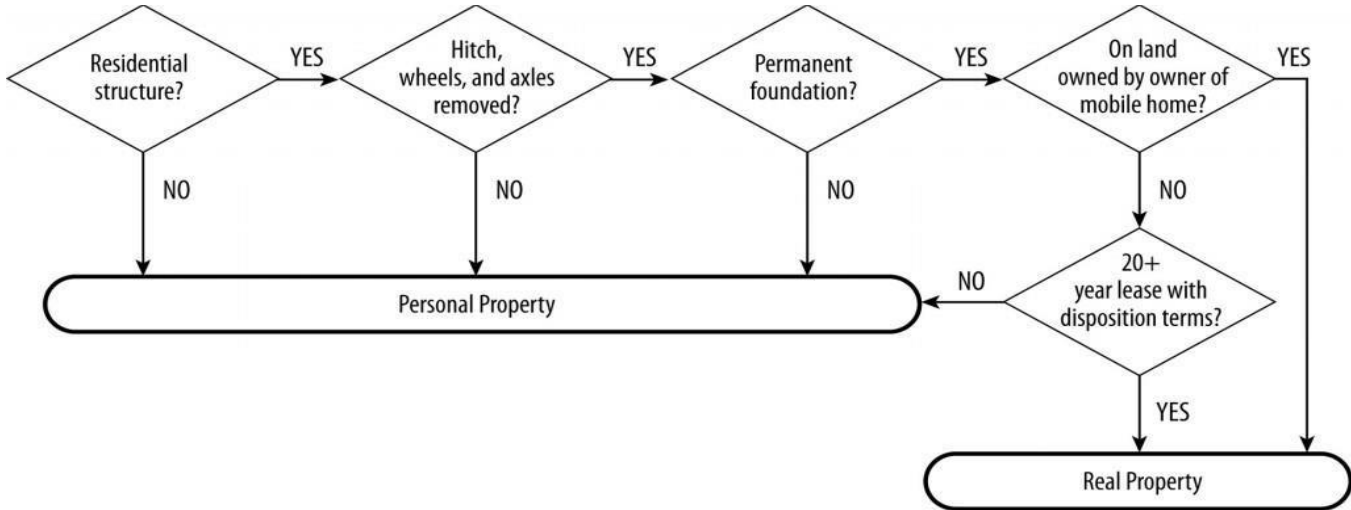 Residential
structure?
YES
Hitch,
wheels, and axles
removed?
YES
Permanent
foundation?
YES
On land
owned by owner of
mobile home?
YES
NO
NO
NO
NO
Personal Property
NO
20+
year lease with
disposition terms?
YES
Real Property